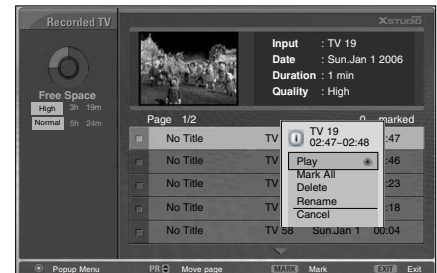 Recorded TV
XSTUDIO
Input : TV 19
Date : Sun.Jan 1 2006
Duration : 1 min
Quality : High
Free Space
High 3h 19m
Normal 5h 24m
Page 1/2 0 marked
TV 19
02:47~02:48
No Title TV :47
Play
No Title TV :46
Mark All
Delete
No Title TV :23
Rename
No Title TV :18
Cancel
No Title TV 58 Sun.Jan 1 00:04
Popup Menu PR Move page MARK Mark EXIT Exit